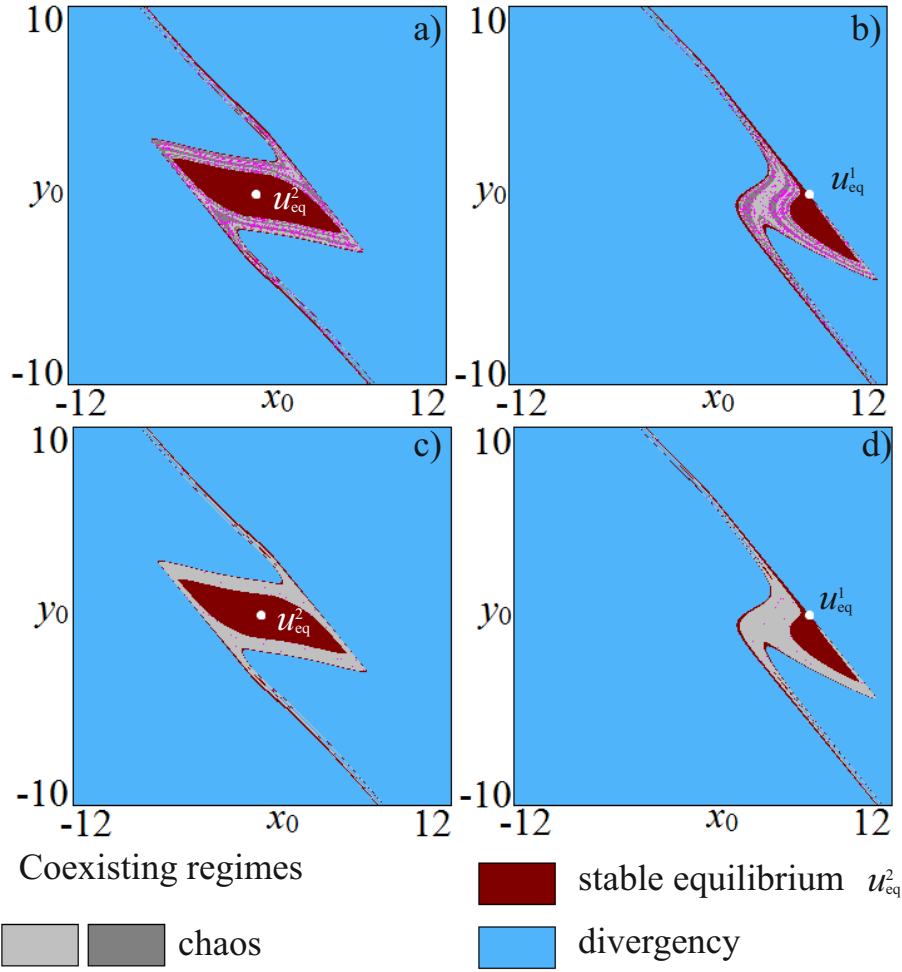 10
a)
y0
u²eq
-10
-12
x0
12
10
b)
y0
u¹eq
-10
-12
x0
12
10
c)
y0
u²eq
-10
-12
x0
12
10
d)
y0
u¹eq
-10
-12
x0
12
Coexisting regimes
stable equilibrium u²eq
chaos
divergency